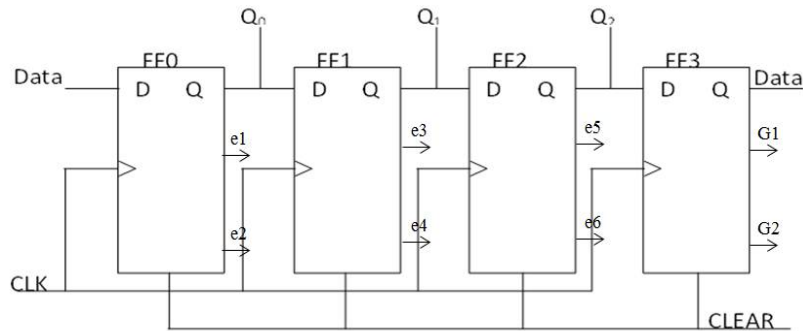 Q0 Q1 Q2
FF0 FF1 FF2 FF3
Data D Q D Q D Q D Q Data
e1 e3 e5 G1
e2 e4 e6 G2
CLK
CLEAR